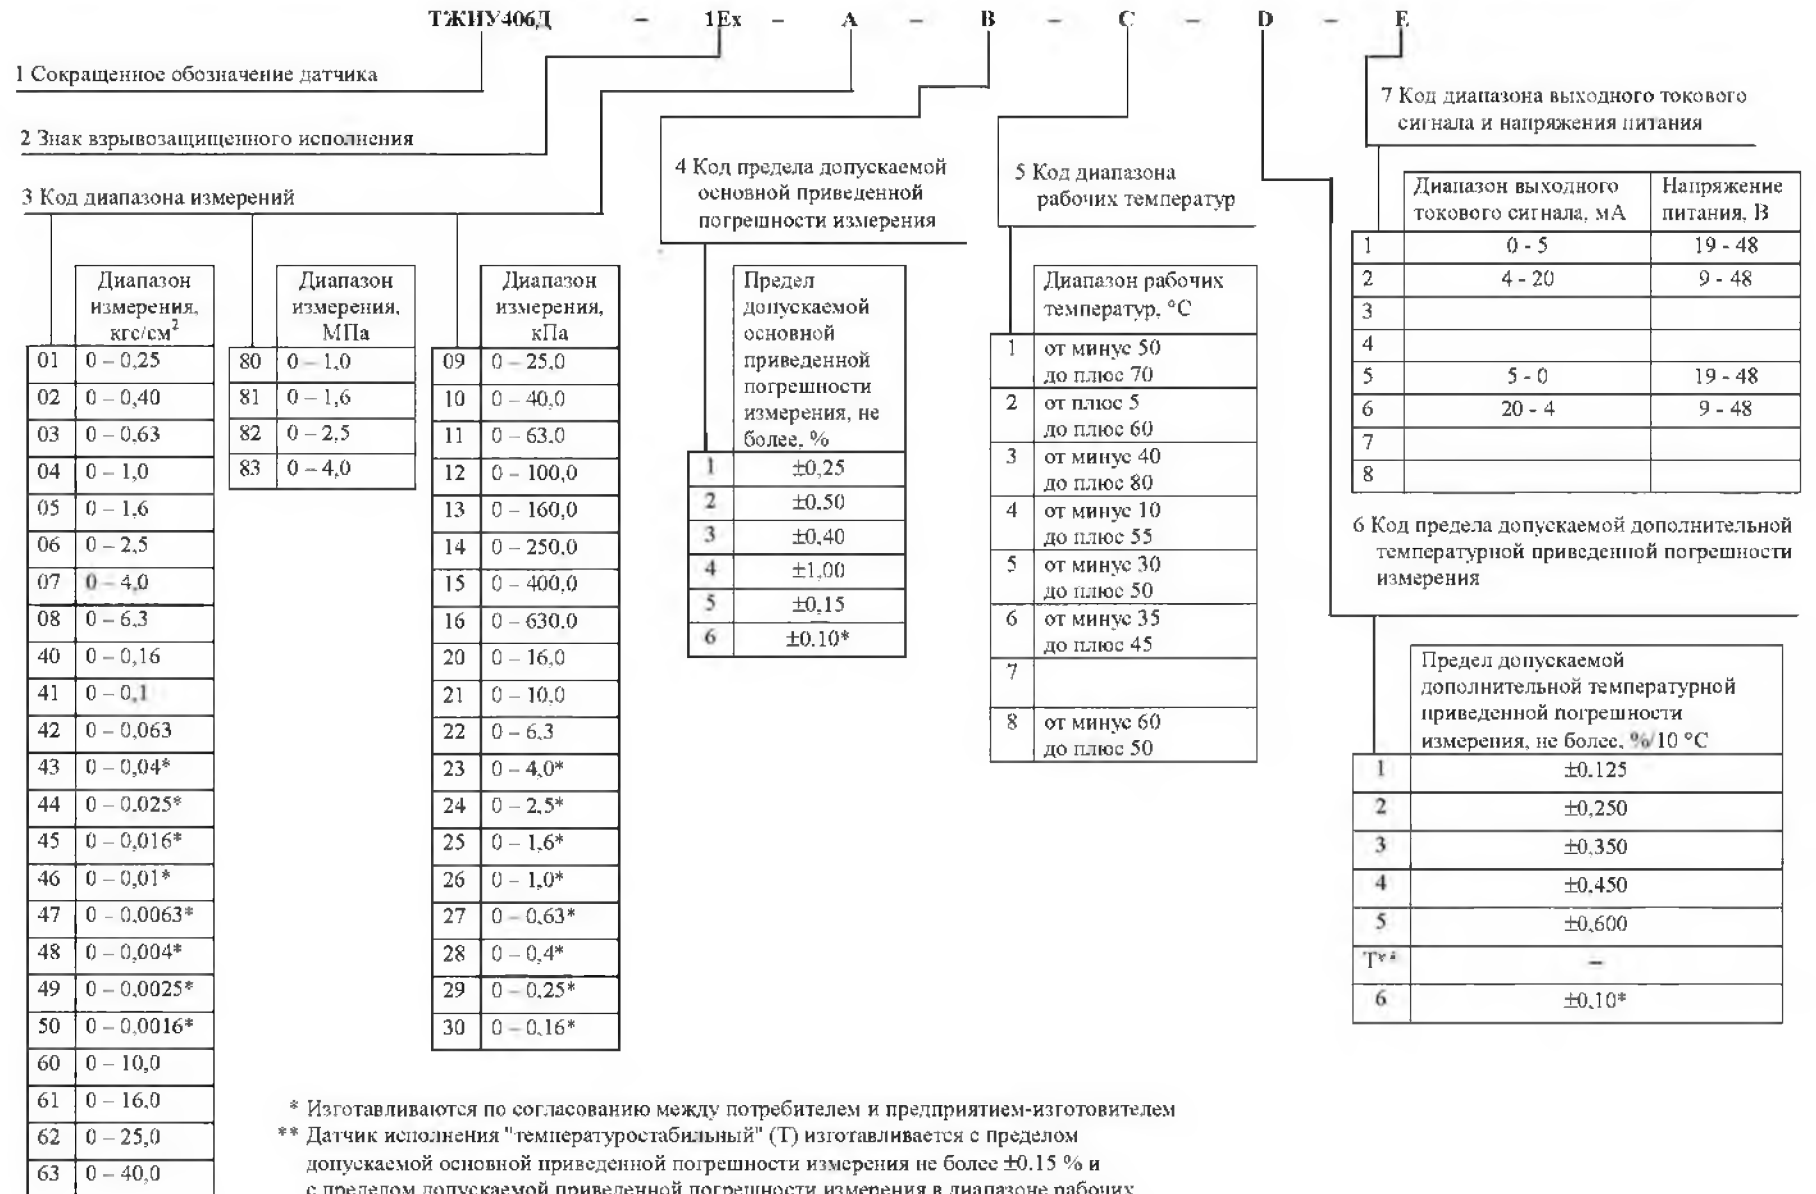 ТЖИУ406Д – 1Ex – A – B – C – D – E
1 Сокращенное обозначение датчика
2 Знак взрывозащищенного исполнения
3 Код диапазона измерений
Диапазон
измерения,
кгс/см²
01 0 – 0,25
02 0 – 0,40
03 0 – 0,63
04 0 – 1,0
05 0 – 1,6
06 0 – 2,5
07 0 – 4,0
08 0 – 6,3
40 0 – 0,16
41 0 – 0,1
42 0 – 0,063
43 0 – 0,04*
44 0 – 0.025*
45 0 – 0,016*
46 0 – 0,01*
47 0 – 0.0063*
48 0 – 0,004*
49 0 – 0,0025*
50 0 – 0,0016*
60 0 – 10,0
61 0 – 16,0
62 0 – 25,0
63 0 – 40,0
Диапазон
измерения,
МПа
80 0 – 1,0
81 0 – 1,6
82 0 – 2,5
83 0 – 4,0
Диапазон
измерения,
кПа
09 0 – 25,0
10 0 – 40,0
11 0 – 63.0
12 0 – 100,0
13 0 – 160,0
14 0 – 250,0
15 0 – 400,0
16 0 – 630.0
20 0 – 16,0
21 0 – 10,0
22 0 – 6,3
23 0 – 4,0*
24 0 – 2,5*
25 0 – 1,6*
26 0 – 1,0*
27 0 – 0,63*
28 0 – 0,4*
29 0 – 0,25*
30 0 – 0,16*
4 Код предела допускаемой
основной приведенной
погрешности измерения
Предел
допускаемой
основной
приведенной
погрешности
измерения, не
более, %
1 ±0,25
2 ±0.50
3 ±0,40
4 ±1,00
5 ±0,15
6 ±0.10*
5 Код диапазона
рабочих температур
Диапазон рабочих
температур, °С
1 от минус 50
до плюс 70
2 от плюс 5
до плюс 60
3 от минус 40
до плюс 80
4 от минус 10
до плюс 55
5 от минус 30
до плюс 50
6 от минус 35
до плюс 45
7
8 от минус 60
до плюс 50
7 Код диапазона выходного токового
сигнала и напряжения питания
Диапазон выходного Напряжение
токового сигнала, мА питания, В
1 0 - 5 19 - 48
2 4 - 20 9 - 48
3
4
5 5 - 0 19 - 48
6 20 - 4 9 - 48
7
8
6 Код предела допускаемой дополнительной
температурной приведенной погрешности
измерения
Предел допускаемой
дополнительной температурной
приведенной погрешности
измерения, не более, %/10 °С
1 ±0.125
2 ±0,250
3 ±0.350
4 ±0.450
5 ±0,600
Т** –
6 ±0,10*
* Изготавливаются по согласованию между потребителем и предприятием-изготовителем
** Датчик исполнения "температуростабильный" (Т) изготавливается с пределом
допускаемой основной приведенной погрешности измерения не более ±0.15 % и
с пределом допускаемой приведенной погрешности измерения в диапазоне рабочих